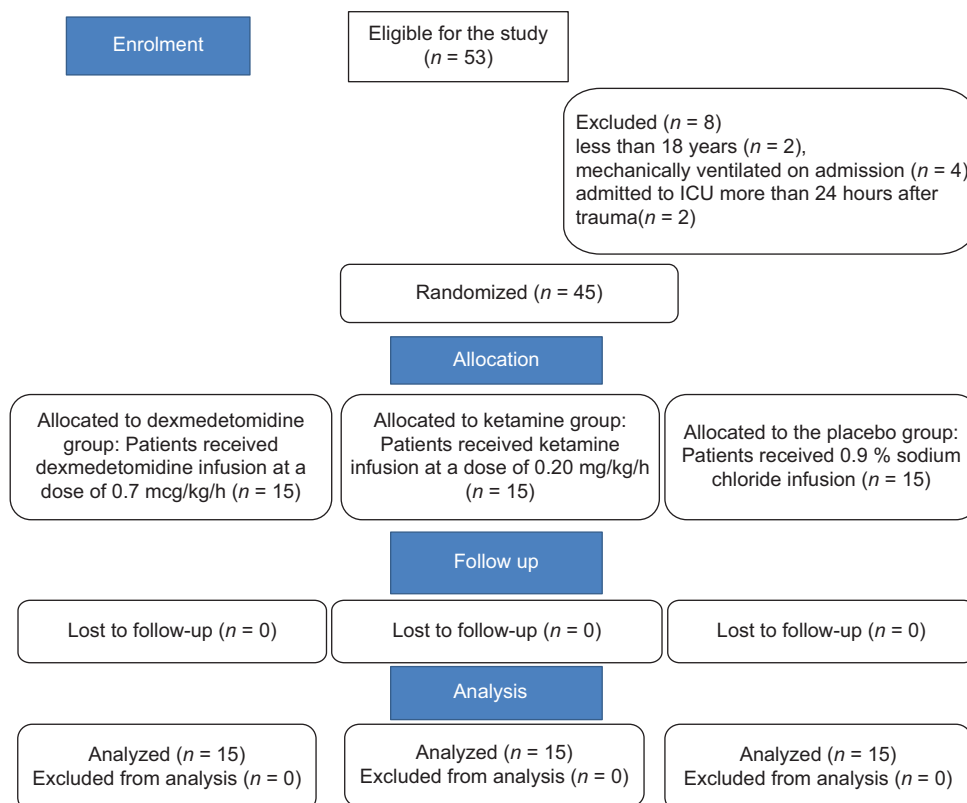 Enrolment
Eligible for the study
(n = 53)
Excluded (n = 8)
less than 18 years (n = 2),
mechanically ventilated on admission (n = 4)
admitted to ICU more than 24 hours after
trauma(n = 2)
Randomized (n = 45)
Allocation
Allocated to dexmedetomidine
group: Patients received
dexmedetomidine infusion at a
dose of 0.7 mcg/kg/h (n = 15)
Allocated to ketamine group:
Patients received ketamine
infusion at a dose of 0.20 mg/kg/h
(n = 15)
Allocated to the placebo group:
Patients received 0.9 % sodium
chloride infusion (n = 15)
Follow up
Lost to follow-up (n = 0)
Lost to follow-up (n = 0)
Lost to follow-up (n = 0)
Analysis
Analyzed (n = 15)
Excluded from analysis (n = 0)
Analyzed (n = 15)
Excluded from analysis (n = 0)
Analyzed (n = 15)
Excluded from analysis (n = 0)